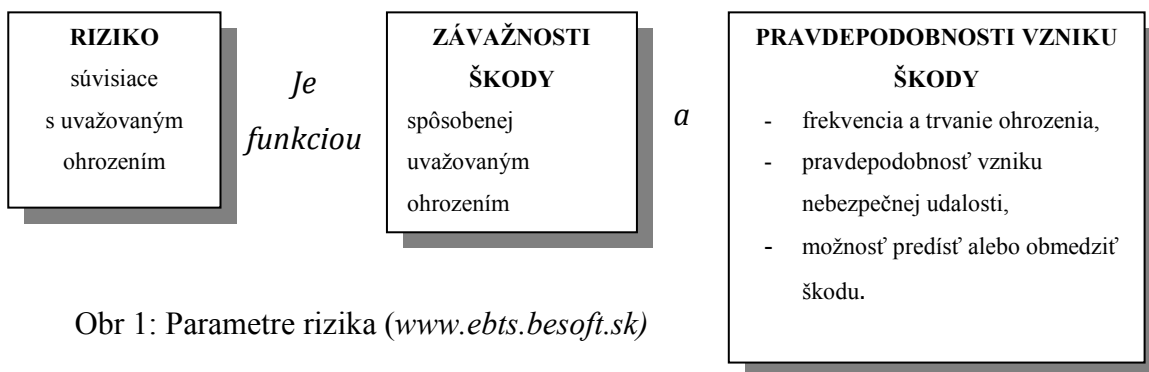 RIZIKO
súvisiace
s uvažovaným
ohrozením
Je
funkciou
ZÁVAŽNOSTI
ŠKODY
spôsobenej
uvažovaným
ohrozením
a
PRAVDEPODOBNOSTI VZNIKU
ŠKODY
- frekvencia a trvanie ohrozenia,
- pravdepodobnosť vzniku
nebezpečnej udalosti,
- možnosť predísť alebo obmedziť
škodu.
Obr 1: Parametre rizika (www.ebts.besoft.sk)